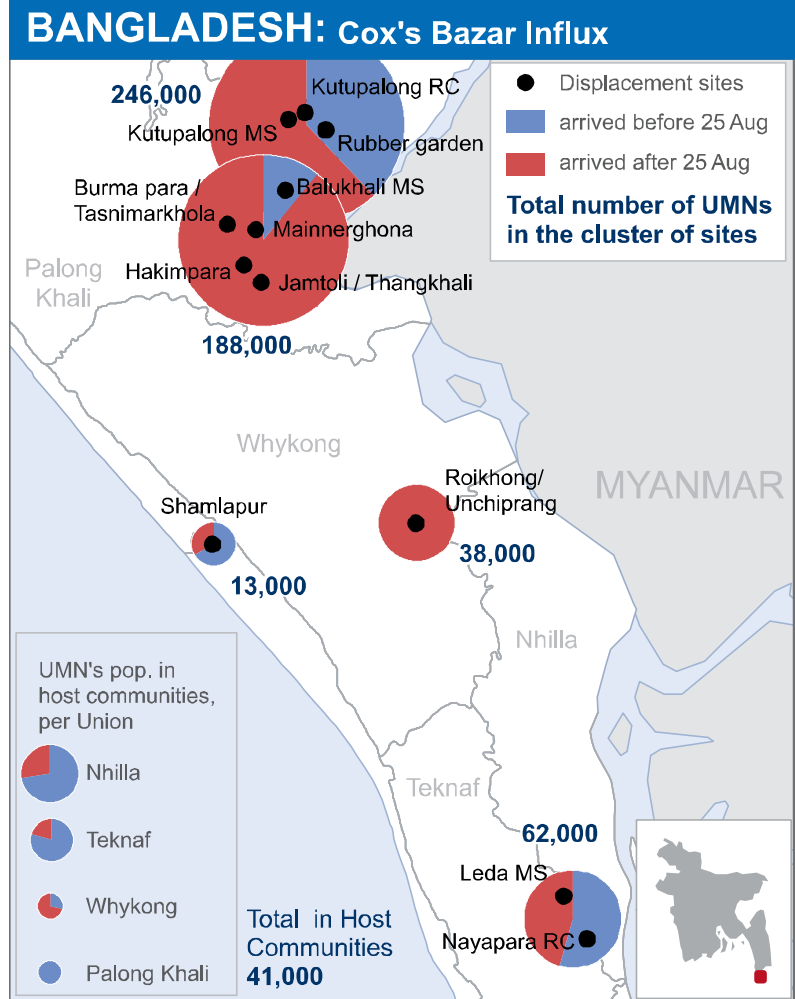 BANGLADESH: Cox's Bazar Influx
246,000
Kutupalong RC
Kutupalong MS
Rubber garden
Burma para /
Tasnimarkhola
Balukhali MS
Mainnerghona
Hakimpara
Jamtoli / Thangkhali
188,000
Palong
Khali
Displacement sites
arrived before 25 Aug
arrived after 25 Aug
Total number of UMNs
in the cluster of sites
Whykong
MYANMAR
Roikhong/
Unchiprang
38,000
Shamlapur
13,000
Nhilla
Teknaf
62,000
Leda MS
Nayapara RC
UMN's pop. in
host communities,
per Union
Nhilla
Teknaf
Whykong
Palong Khali
Total in Host
Communities
41,000